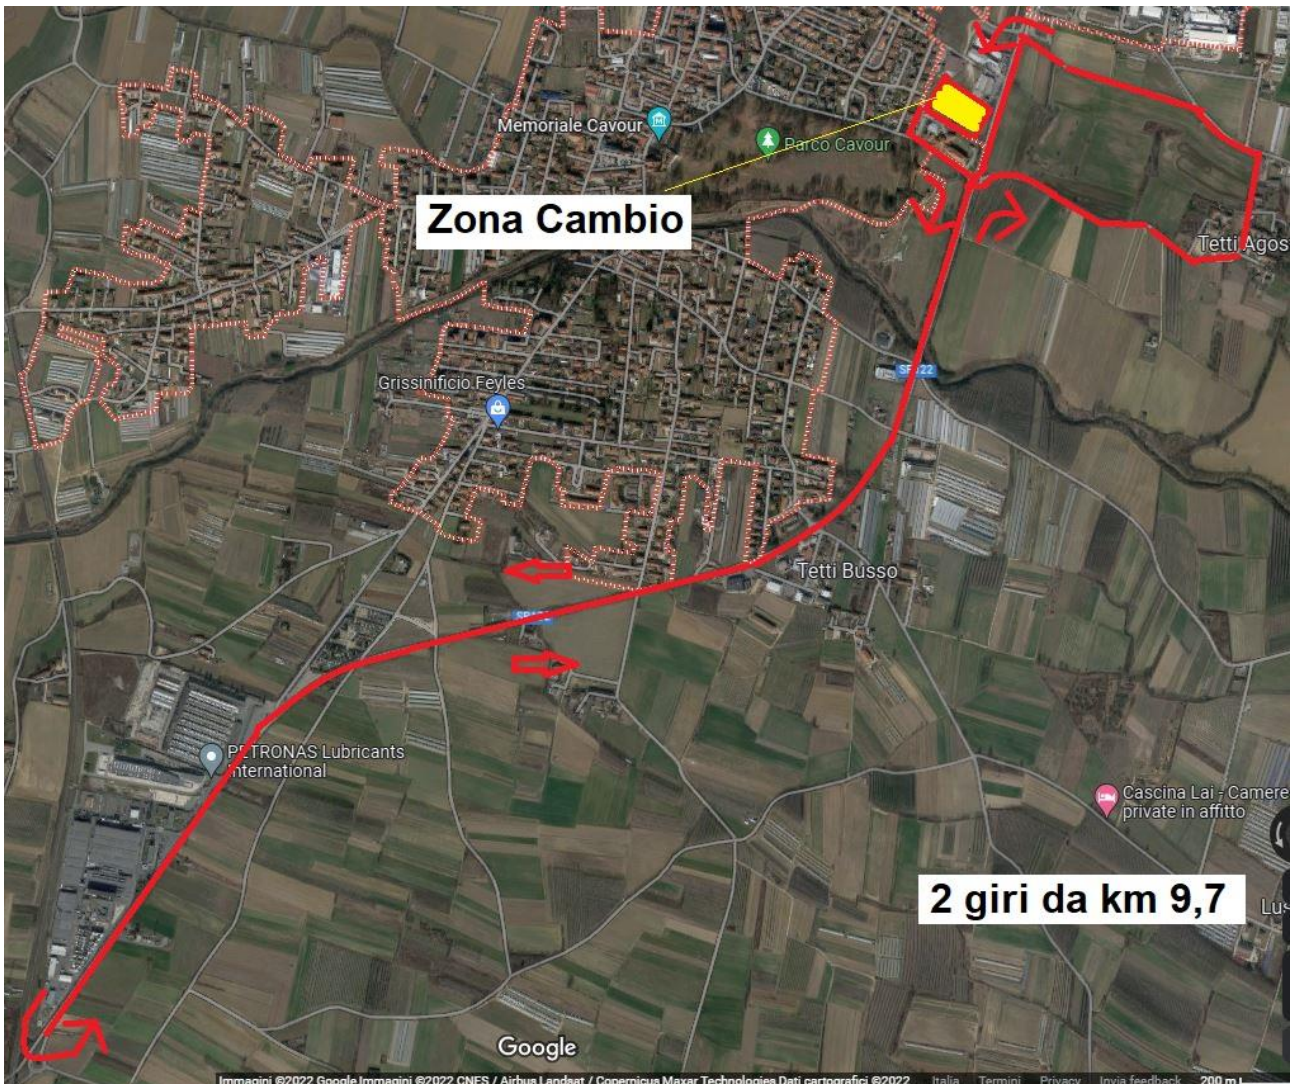 Memoriale Cavour
Parco Cavour
Zona Cambio
Tetti Agos
Grissinificio Feyles
Tetti Busso
PETRONAS Lubricants
International
Cascina Lai - Camere
private in affitto
2 giri da km 9,7
Lus
Google
Immagini ©2022 Google Immagini ©2022 CNES / Airbus Landsat / Copernicus Maxar Technologies Dati cartografici ©2022 Italia Termini Privacy Invia feedback 200 m